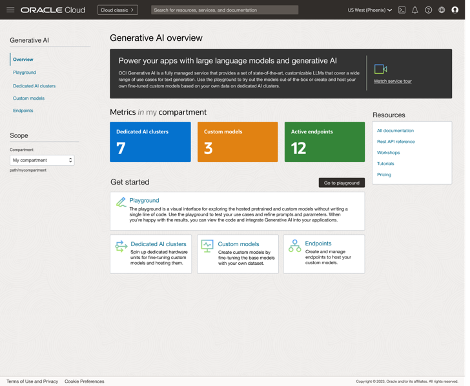 ORACLE Cloud
Cloud classic >
Search for resources, services, and documentation
US West (Phoenix)
Generative AI
Overview
Playground
Dedicated AI clusters
Custom models
Endpoints
Scope
Compartment
My compartment
path/mycompartment
Generative AI overview
Power your apps with large language models and generative AI
OCI Generative AI is a fully managed service that provides a set of state-of-the-art, customizable LLMs that cover a wide
range of use cases for text generation. Use the playground to try out the models out of the box or create and host your
own fine-tuned custom models based on your own data on dedicated AI clusters.
Watch service tour
Metrics in my compartment
Dedicated AI clusters
7
Custom models
3
Active endpoints
12
Resources
All documentation
Rest API reference
Workshops
Tutorials
Pricing
Get started
Go to playground
Playground
The playground is a visual interface for exploring the hosted pretrained and custom models without writing a
single line of code. Use the playground to test your use cases and refine prompts and parameters. When
you're happy with the results, you can view the code and integrate Generative AI into your applications.
Dedicated AI clusters
Spin up dedicated hardware
units for fine-tuning custom
models and hosting them.
Custom models
Create custom models by
fine-tuning the base models
with your own dataset.
Endpoints
Create and manage
endpoints to host your
custom models.
Terms of Use and Privacy
Cookie Preferences
Copyright © 2023, Oracle and/or its affiliates. All rights reserved.